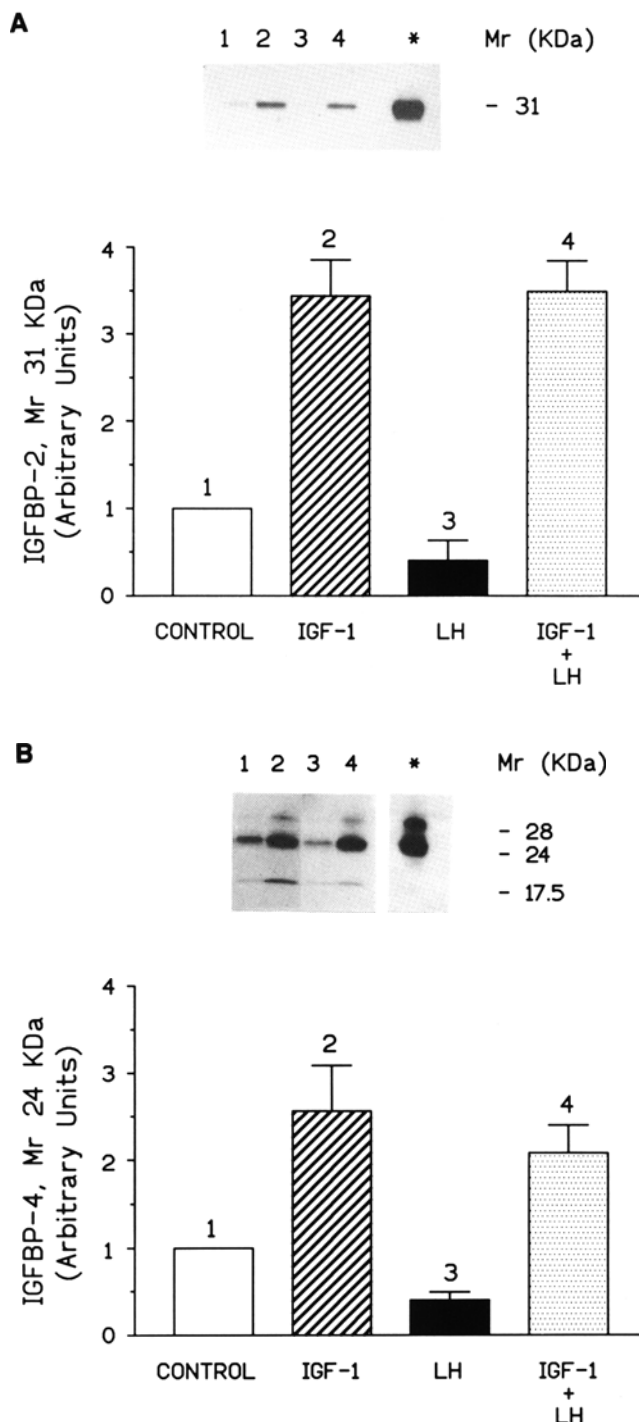 A
1 2 3 4 * Mr (KDa)
- 31
IGFBP-2, Mr 31 KDa
(Arbitrary Units)
4
3
2
1
0
1
2
3
4
CONTROL IGF-1 LH IGF-1
+
LH
B
1 2 3 4 * Mr (KDa)
- 28
- 24
- 17.5
IGFBP-4, Mr 24 KDa
(Arbitrary Units)
4
3
2
1
0
1
2
3
4
CONTROL IGF-1 LH IGF-1
+
LH